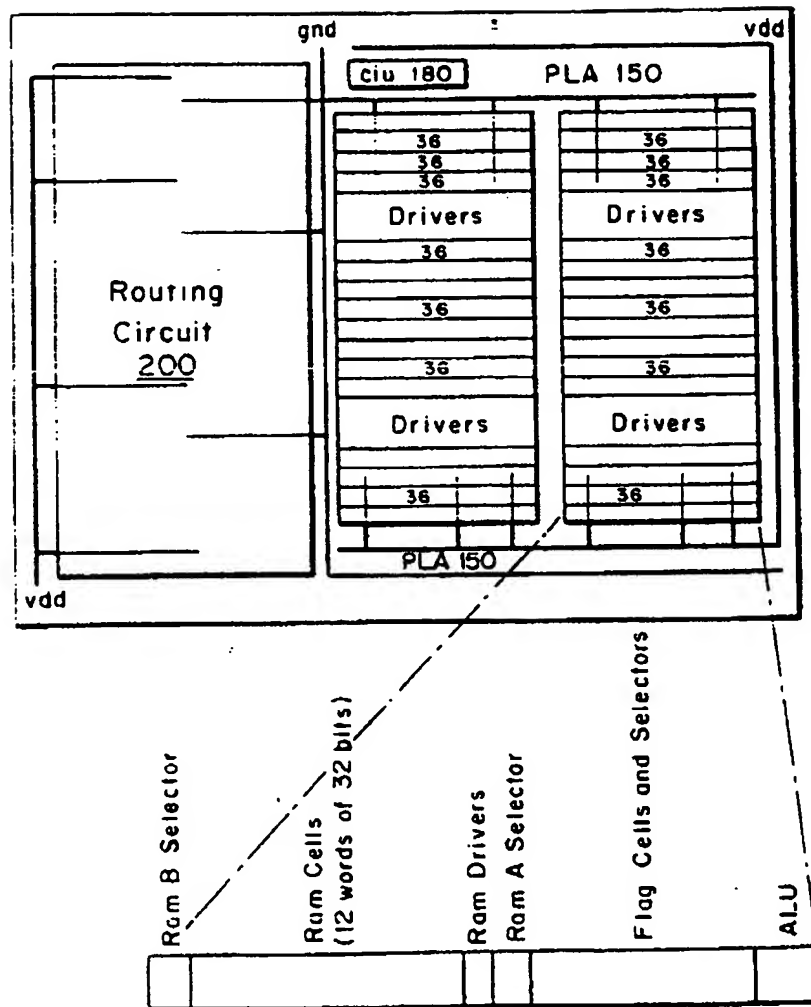 gnd
vdd
ciu 180
PLA 150
36
36
36
36
36
36
Drivers
Drivers
36
36
Routing
Circuit
200
36
36
36
36
Drivers
Drivers
36
36
PLA 150
vdd
Ram B Selector
Ram Cells
(12 words of 32 bits)
Ram Drivers
Ram A Selector
Flag Cells and Selectors
ALU